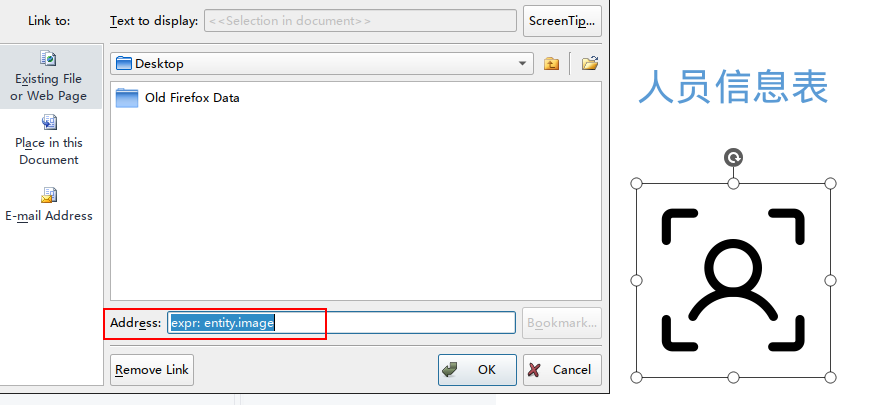 Link to:
Text to display:
<<Selection in document>>
ScreenTip...
Existing File
or Web Page
Desktop
Old Firefox Data
Place in this
Document
E-mail Address
Address:
expr: entity.image
Bookmark...
Remove Link
OK
Cancel
人员信息表